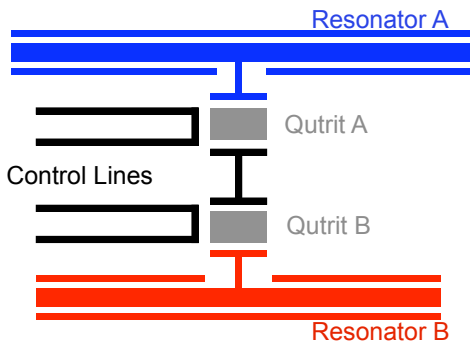 Resonator A
Qutrit A
Control Lines
Qutrit B
Resonator B